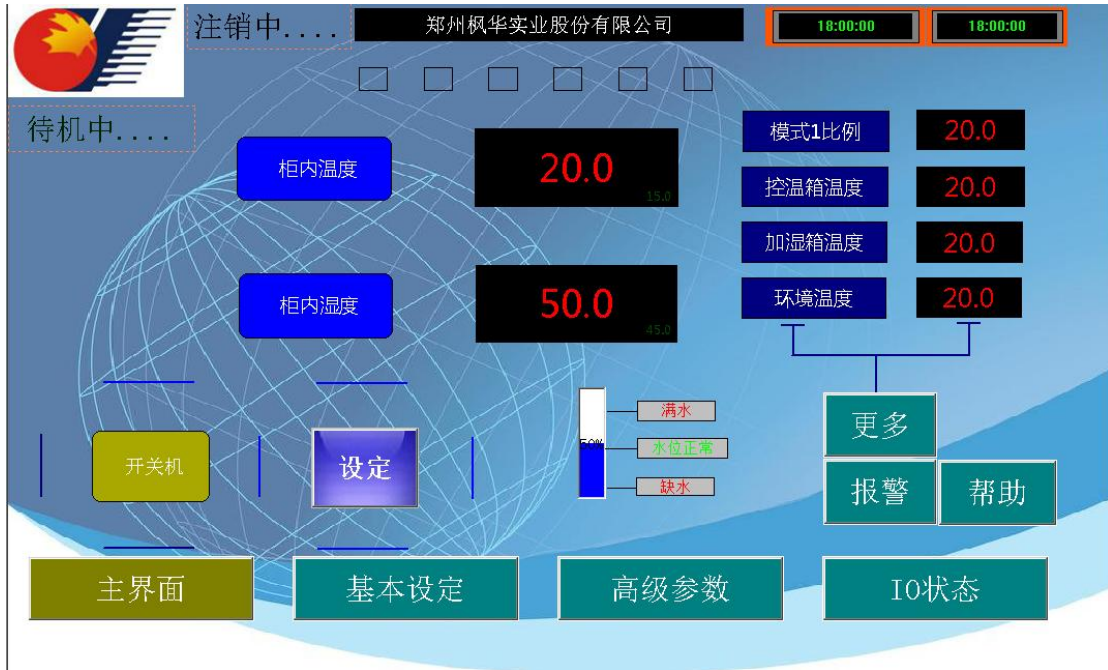 注销中....
郑州枫华实业股份有限公司
18:00:00
18:00:00
待机中....
柜内温度
20.0
15.0
模式1比例
20.0
控温箱温度
20.0
加湿箱温度
20.0
环境温度
20.0
柜内湿度
50.0
45.0
开关机
设定
50%
满水
水位正常
缺水
更多
报警
帮助
主界面
基本设定
高级参数
IO状态